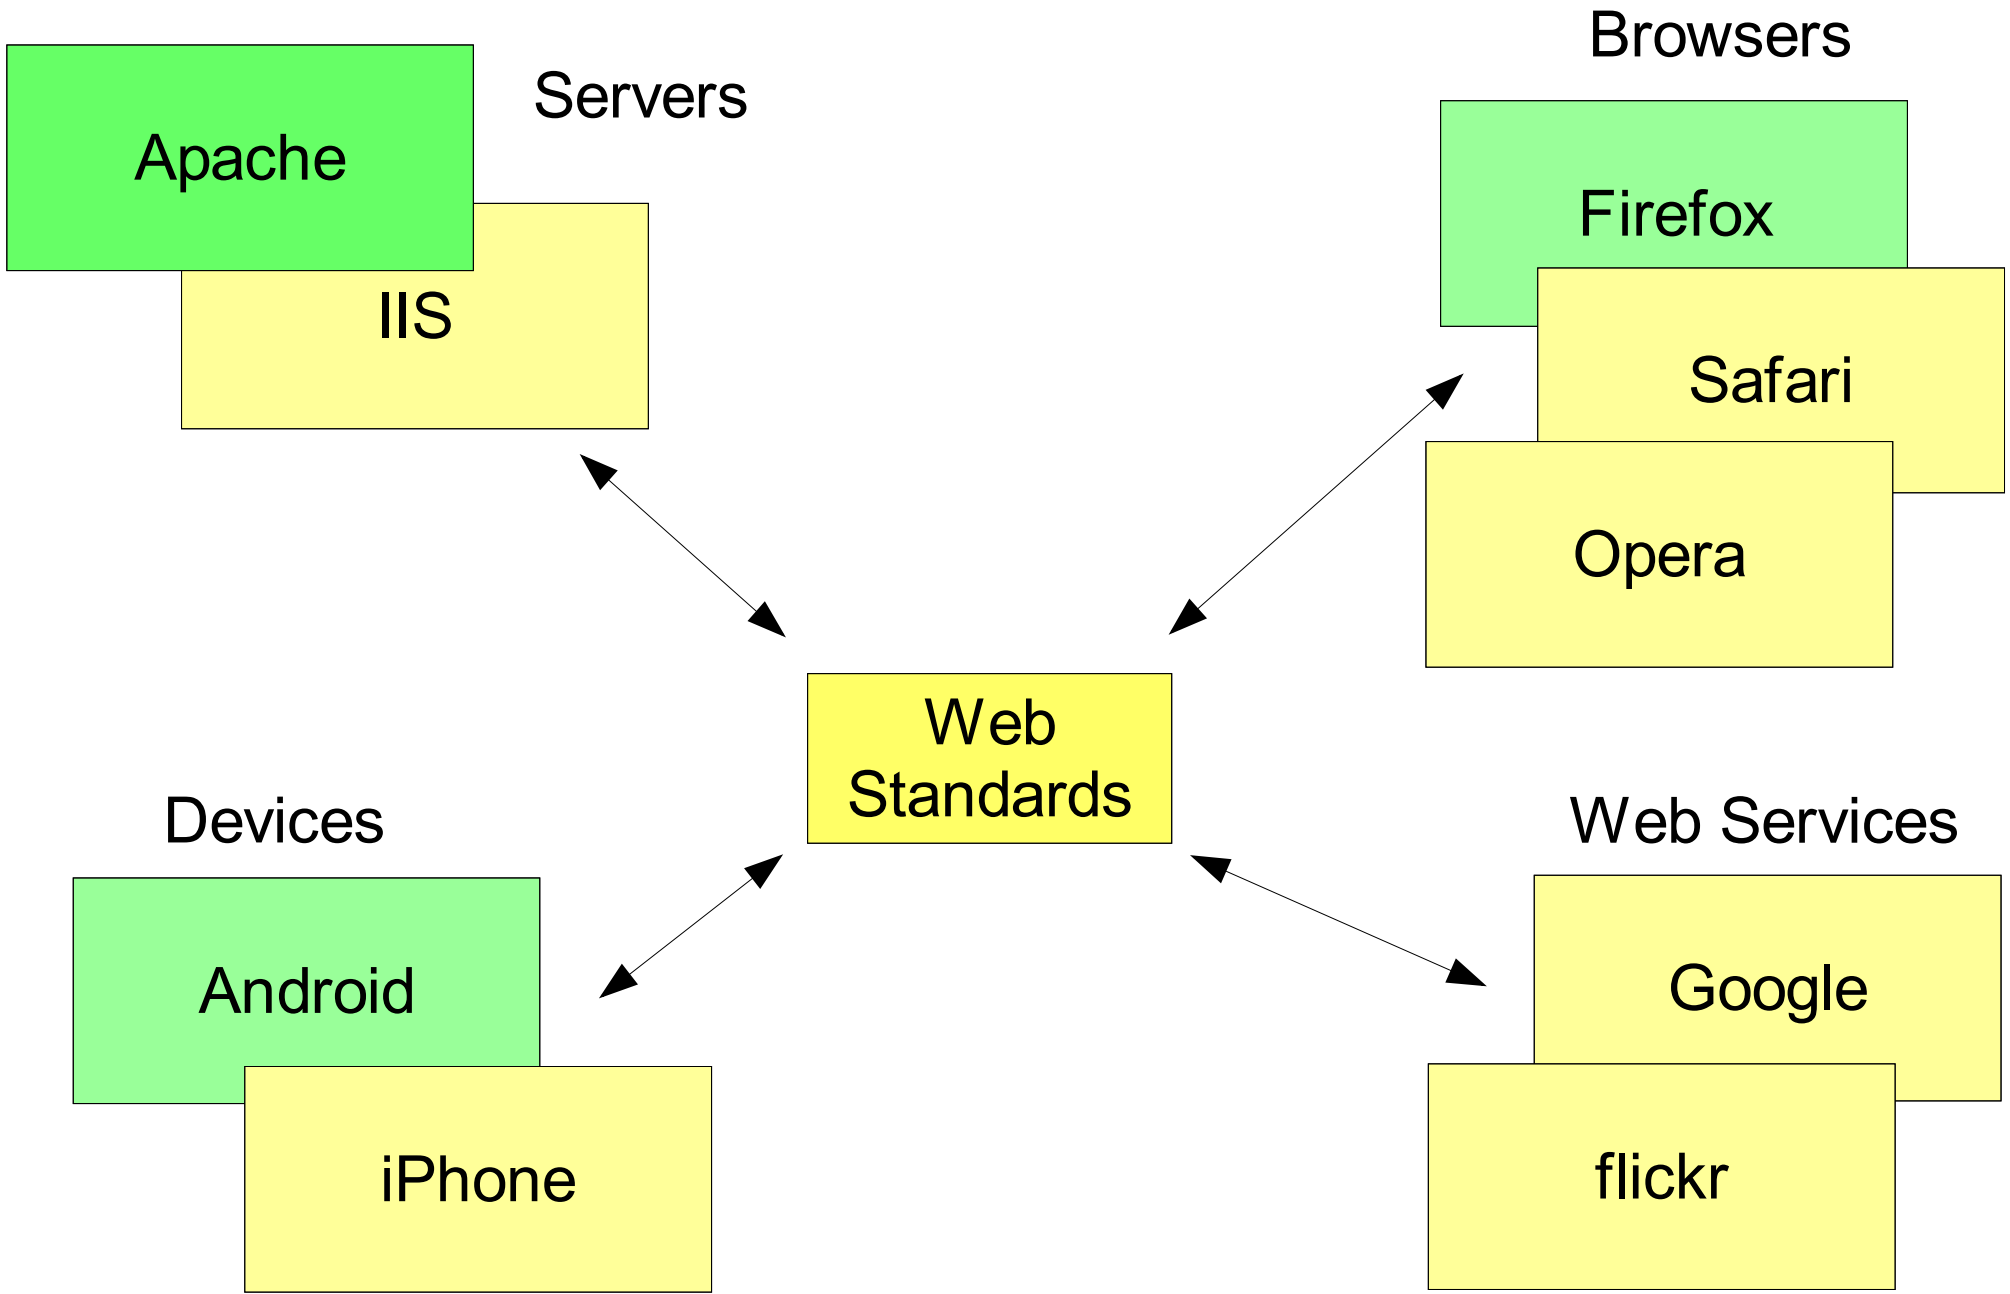 Servers
Apache
IIS
Browsers
Firefox
Safari
Opera
Web
Standards
Devices
Android
iPhone
Web Services
Google
flickr